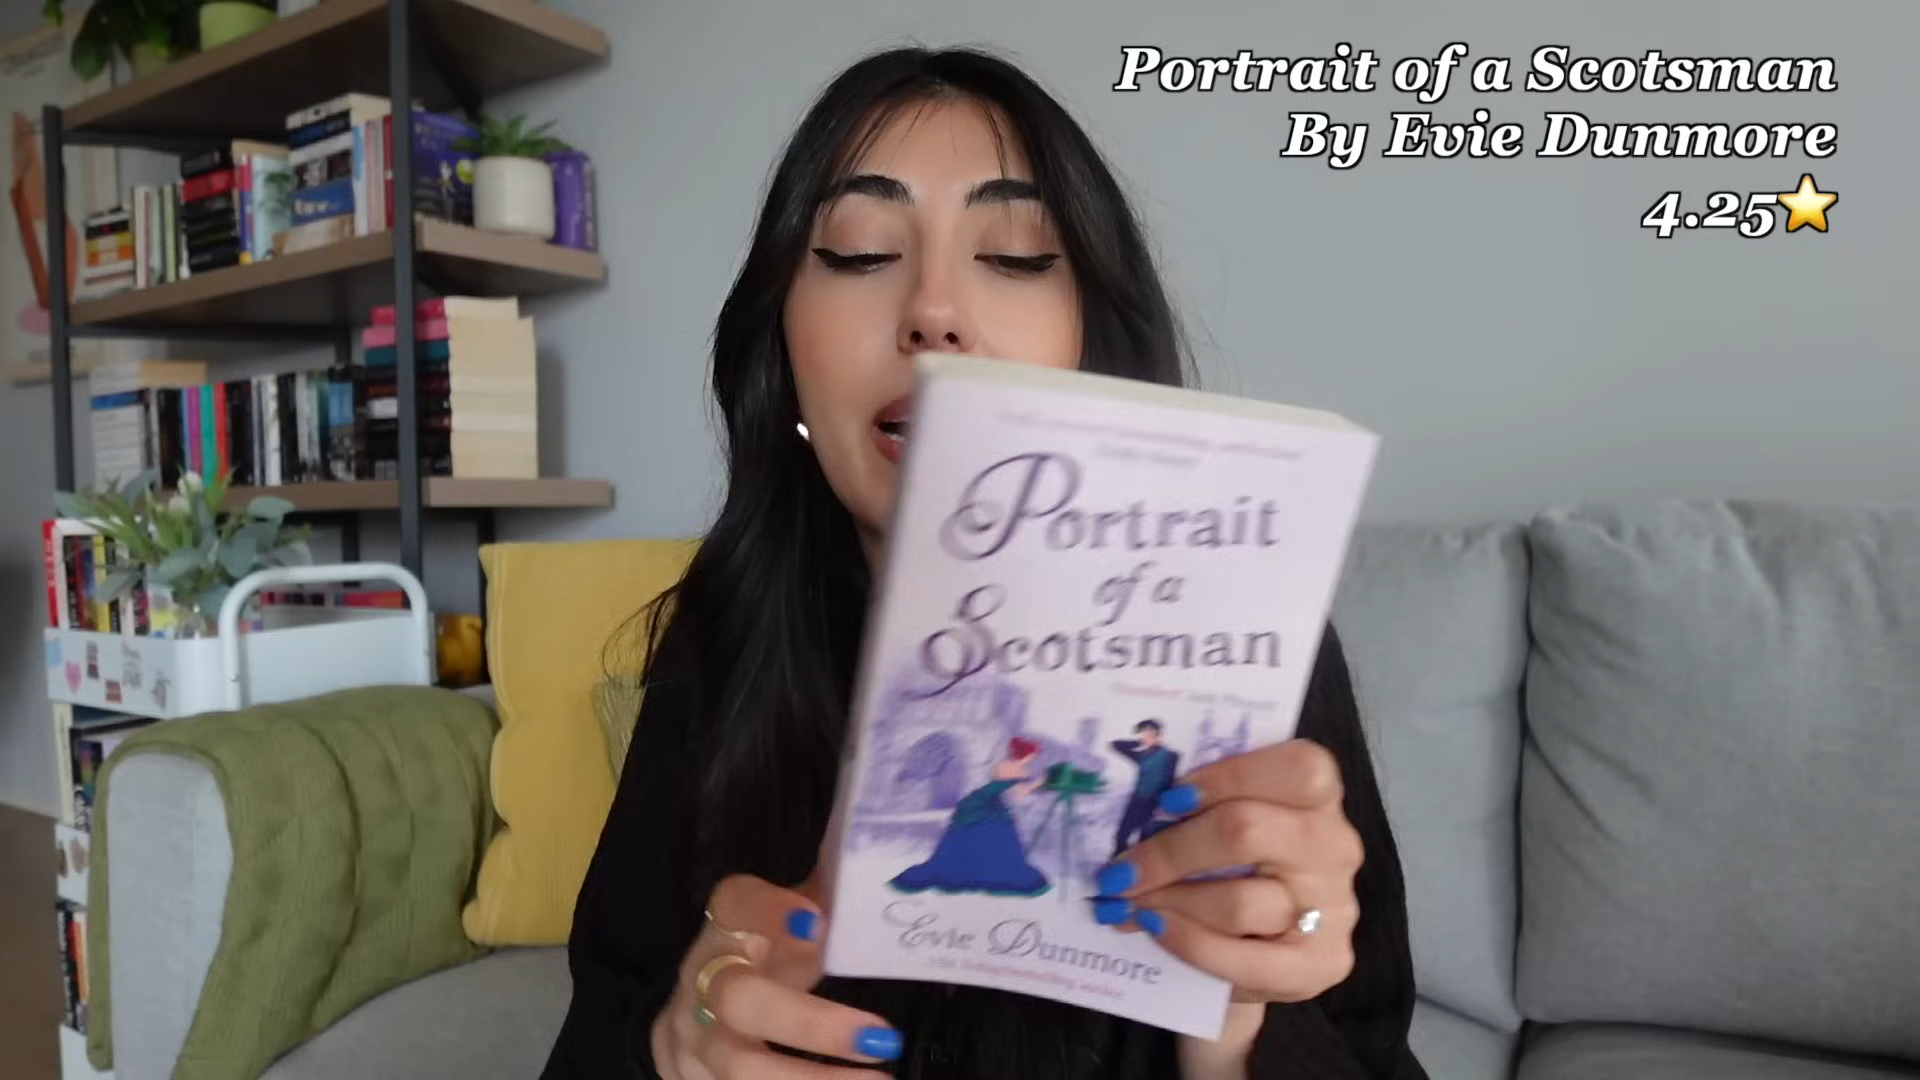 Portrait of a Scotsman
By Evie Dunmore
4.25⭐
Portrait
of a
Scotsman
Evie Dunmore